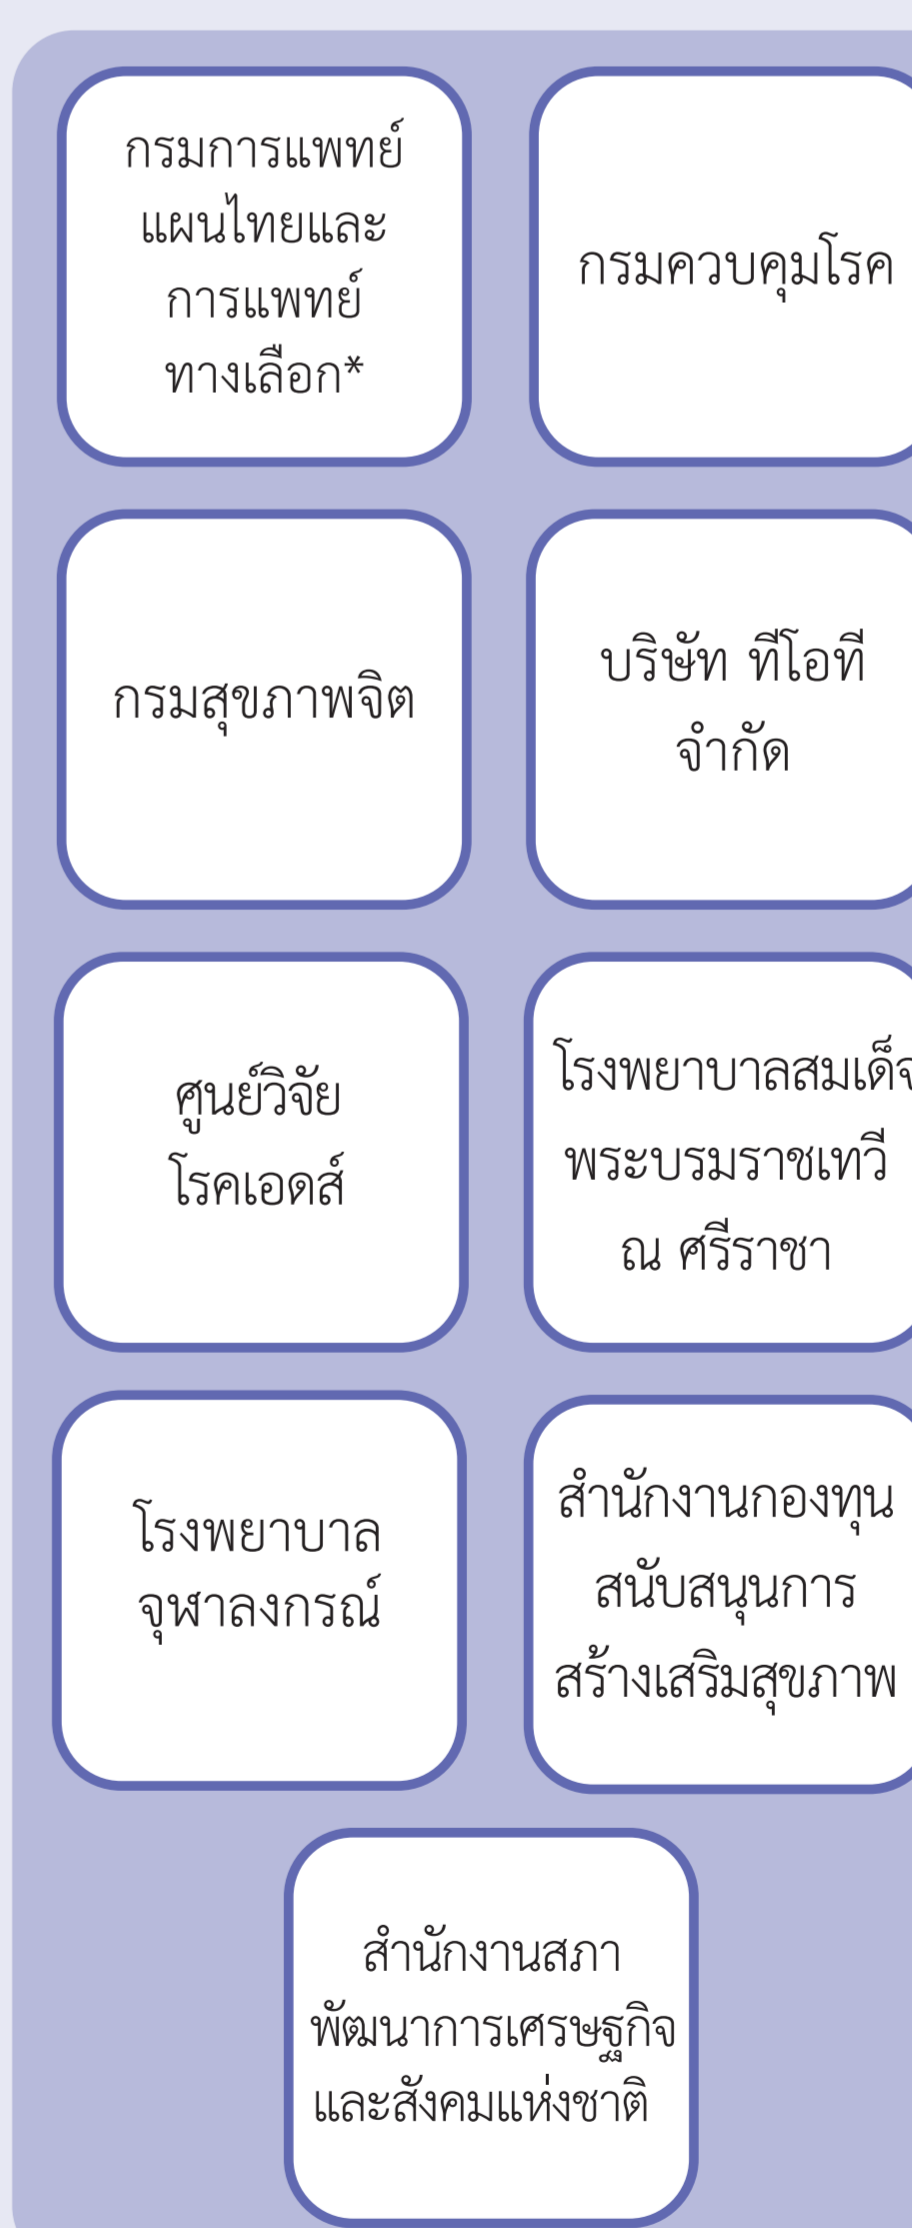 กรมการแพทย์
แผนไทยและ
การแพทย์
ทางเลือก*
กรมควบคุมโรค
กรมสุขภาพจิต
บริษัท ทีโอที
จำกัด
ศูนย์วิจัย
โรคเอดส์
โรงพยาบาลสมเด็จ
พระบรมราชเทวี
ณ ศรีราชา
โรงพยาบาล
จุฬาลงกรณ์
สำนักงานกองทุน
สนับสนุนการ
สร้างเสริมสุขภาพ
สำนักงานสภา
พัฒนาการเศรษฐกิจ
และสังคมแห่งชาติ